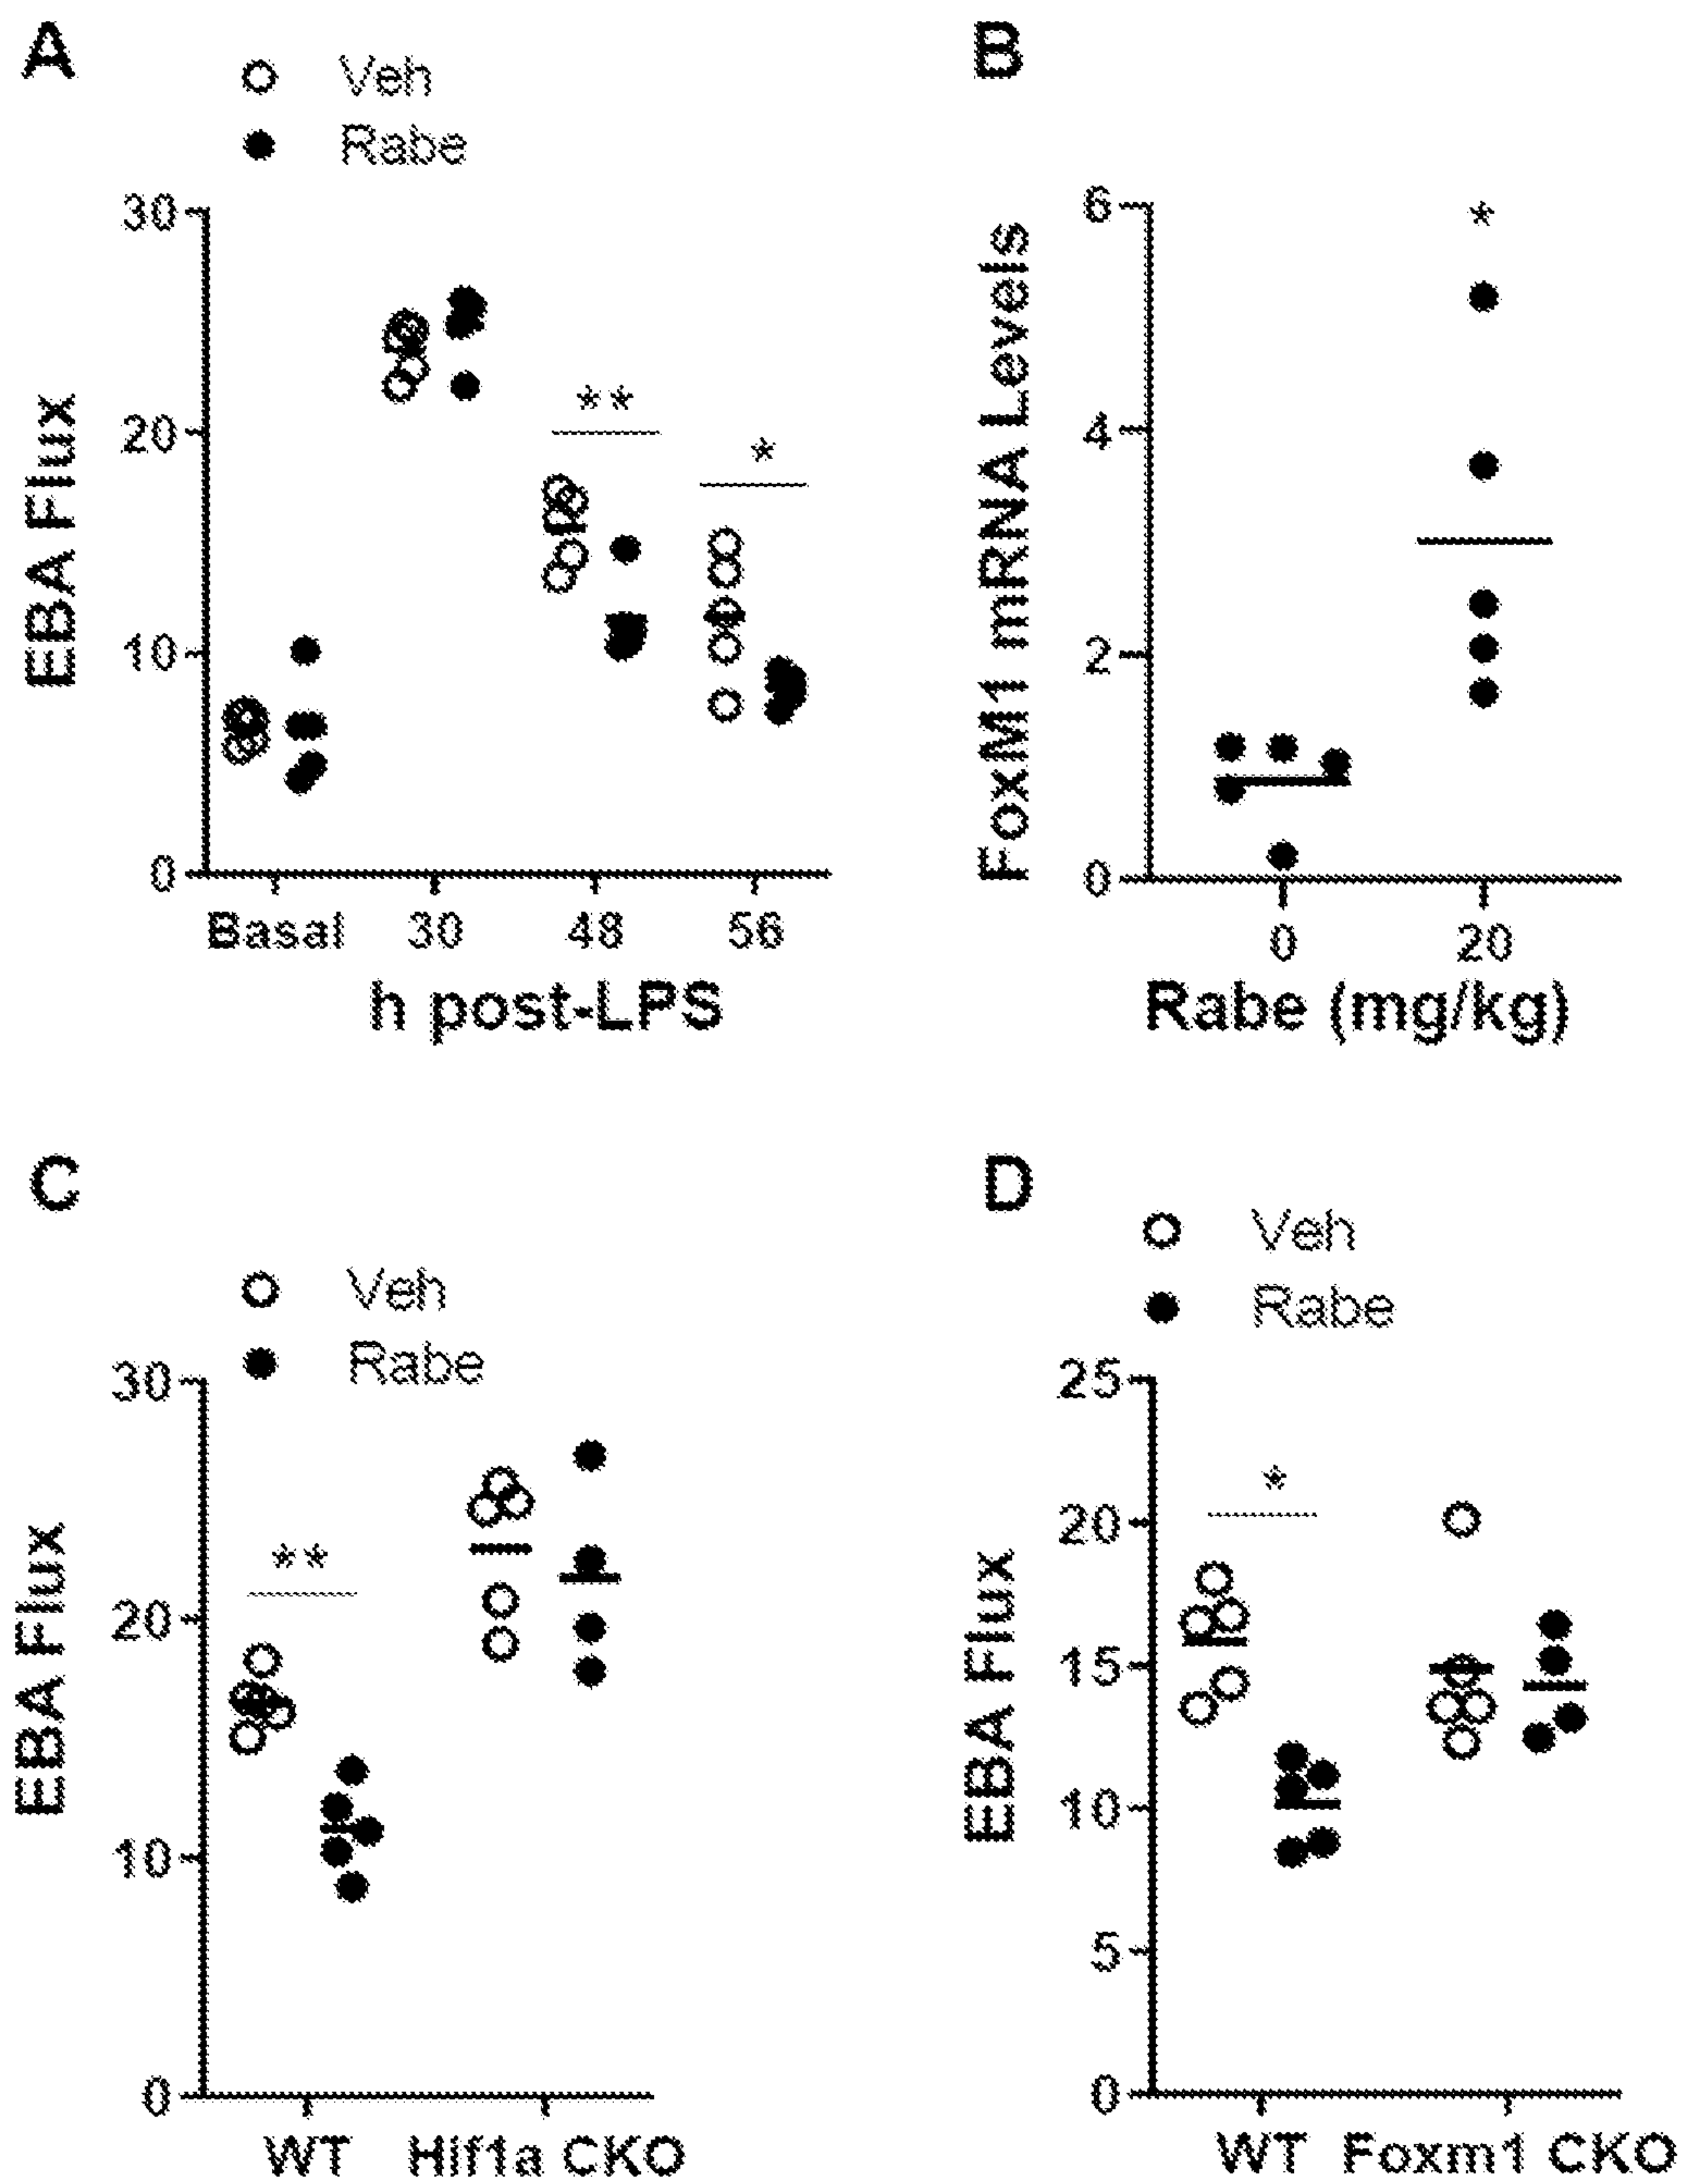 A
Veh
Rabe
30
20
10
0
EBA Flux
**
*
Basal 30 48 56
h post-LPS
B
6
4
2
0
FoxM1 mRNA Levels
*
0 20
Rabe (mg/kg)
C
Veh
Rabe
30
20
10
0
EBA Flux
**
WT Hif1a CKO
D
Veh
Rabe
25
20
15
10
5
0
EBA Flux
*
WT Foxm1 CKO